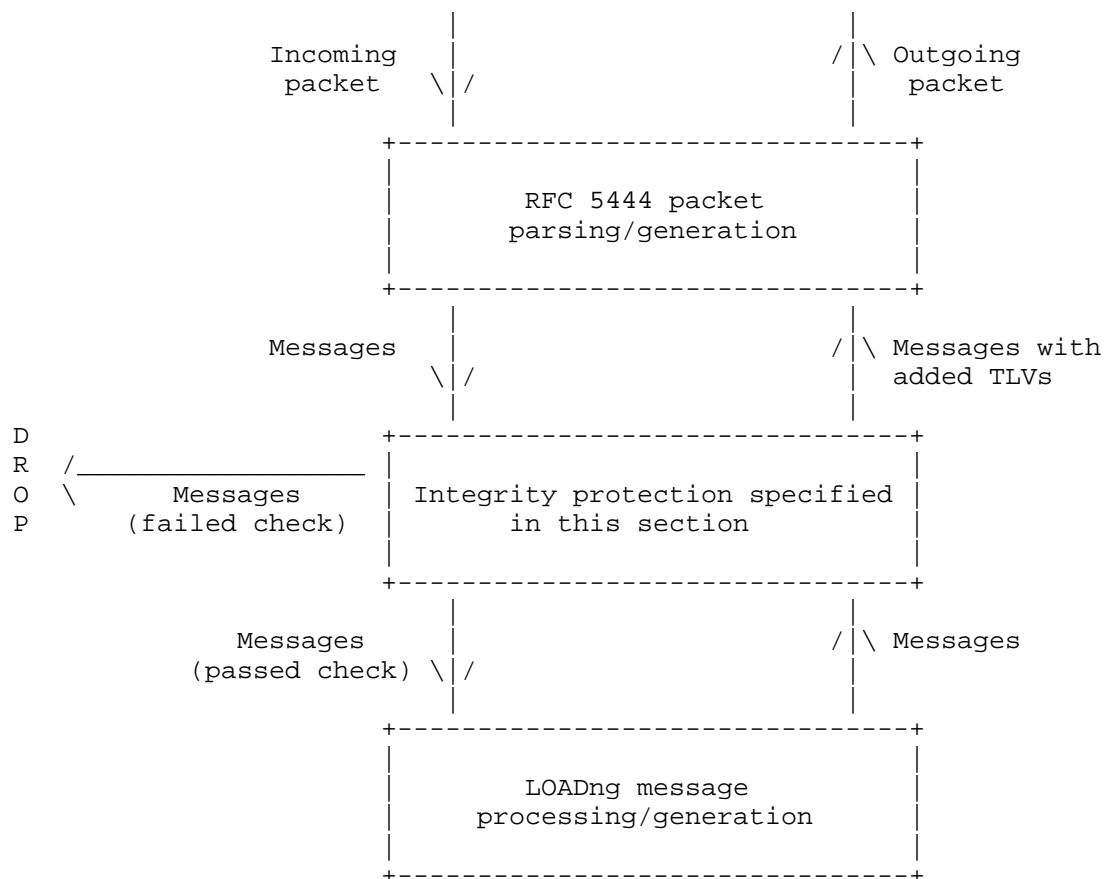 Incoming Outgoing
packet packet
RFC 5444 packet
parsing/generation
Messages Messages with
added TLVs
D
R
O Messages Integrity protection specified
P (failed check) in this section
Messages Messages
(passed check)
LOADng message
processing/generation